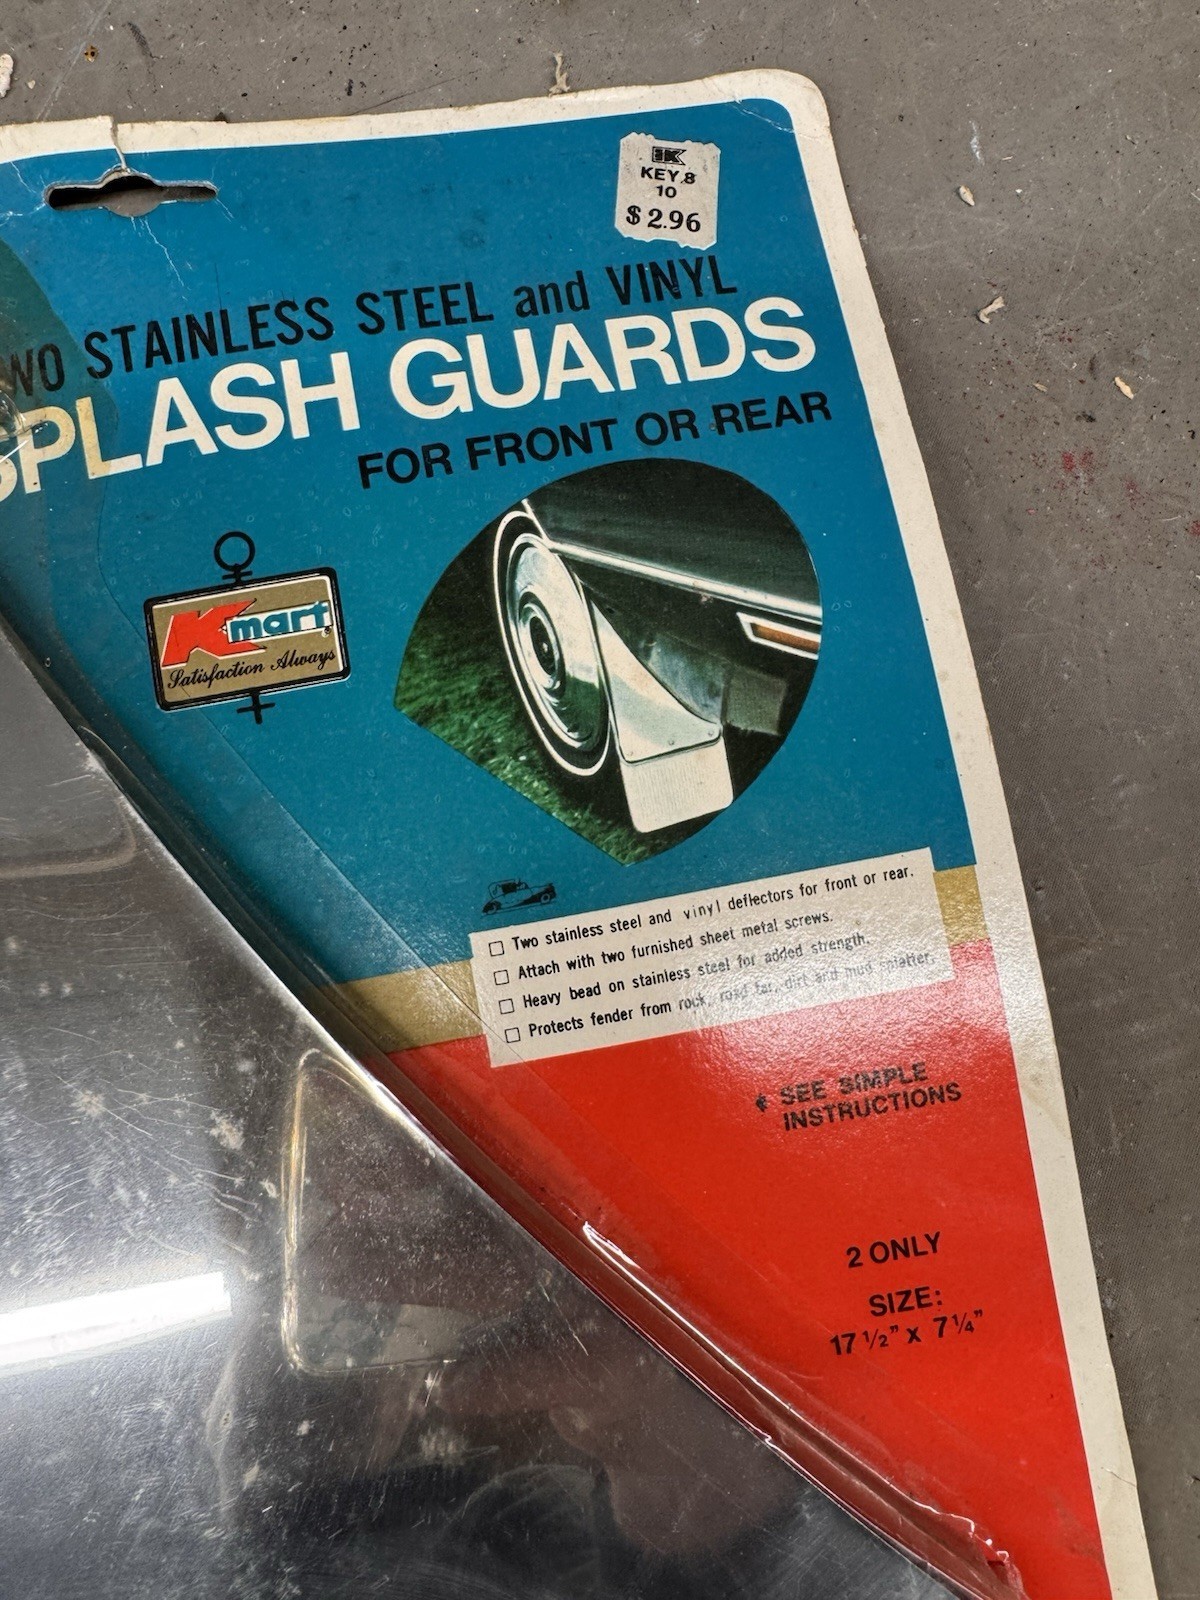 K
KEY 8
10
$2.96
WO STAINLESS STEEL and VINYL
SPLASH GUARDS
FOR FRONT OR REAR
Kmart®
Satisfaction Always
□ Two stainless steel and vinyl deflectors for front or rear.
□ Attach with two furnished sheet metal screws.
□ Heavy bead on stainless steel for added strength.
□ Protects fender from rock, road tar, dirt and mud splatter.
SEE SIMPLE
INSTRUCTIONS
2 ONLY
SIZE:
17 ½" x 7 ¼"